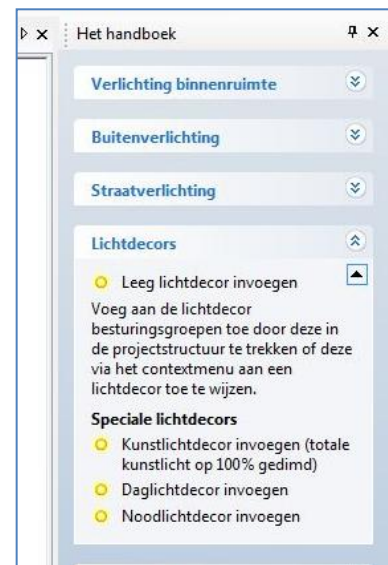 Het handboek
Verlichting binnenruimte
Buitenverlichting
Straatverlichting
Lichtdecors
Leeg lichtdecor invoegen
Voeg aan de lichtdecor
besturingsgroepen toe door deze in
de projectstructuur te trekken of deze
via het contextmenu aan een
lichtdecor toe te wijzen.
Speciale lichtdecors
Kunstlichtdecor invoegen (totale
kunstlicht op 100% gedimd)
Daglichtdecor invoegen
Noodlichtdecor invoegen